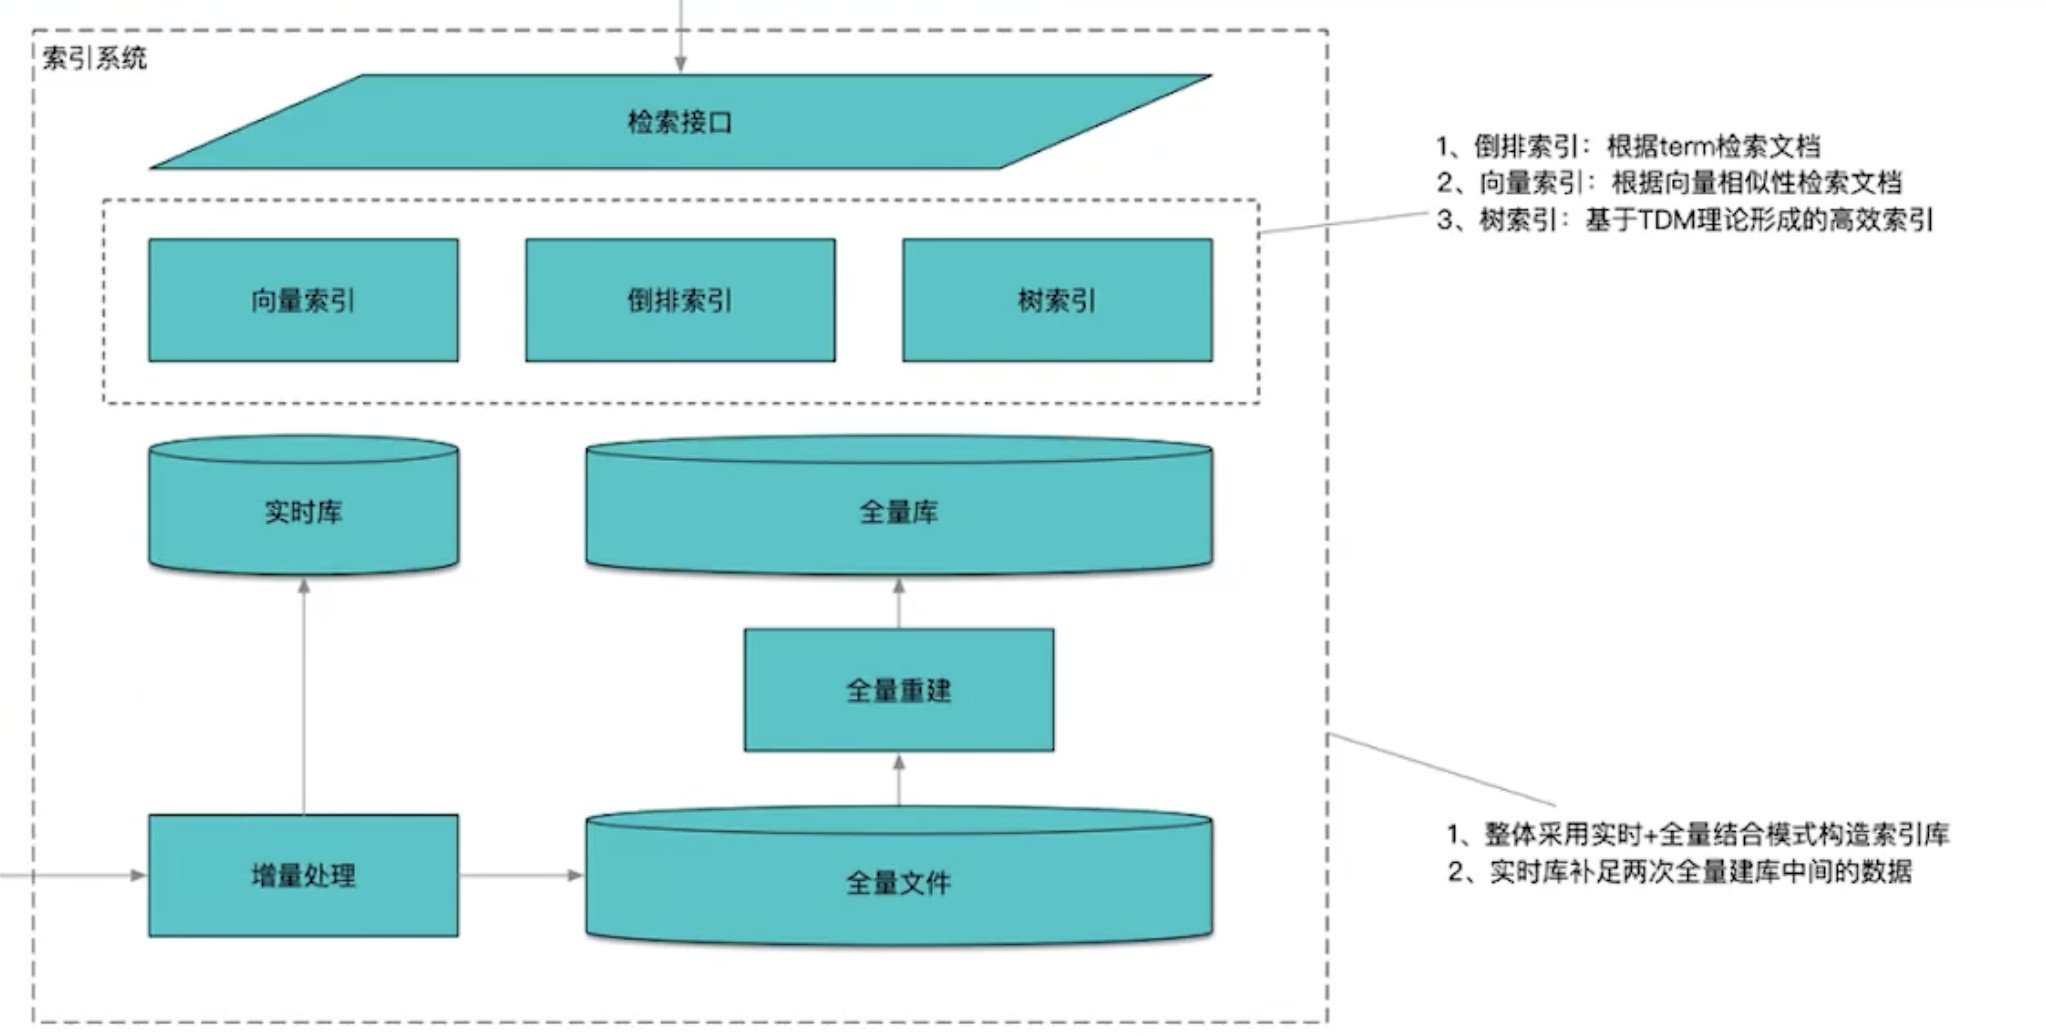 索引系统
检索接口
向量索引
倒排索引
树索引
1、倒排索引：根据term检索文档
2、向量索引：根据向量相似性检索文档
3、树索引：基于TDM理论形成的高效索引
实时库
全量库
全量重建
增量处理
全量文件
1、整体采用实时+全量结合模式构造索引库
2、实时库补足两次全量建库中间的数据